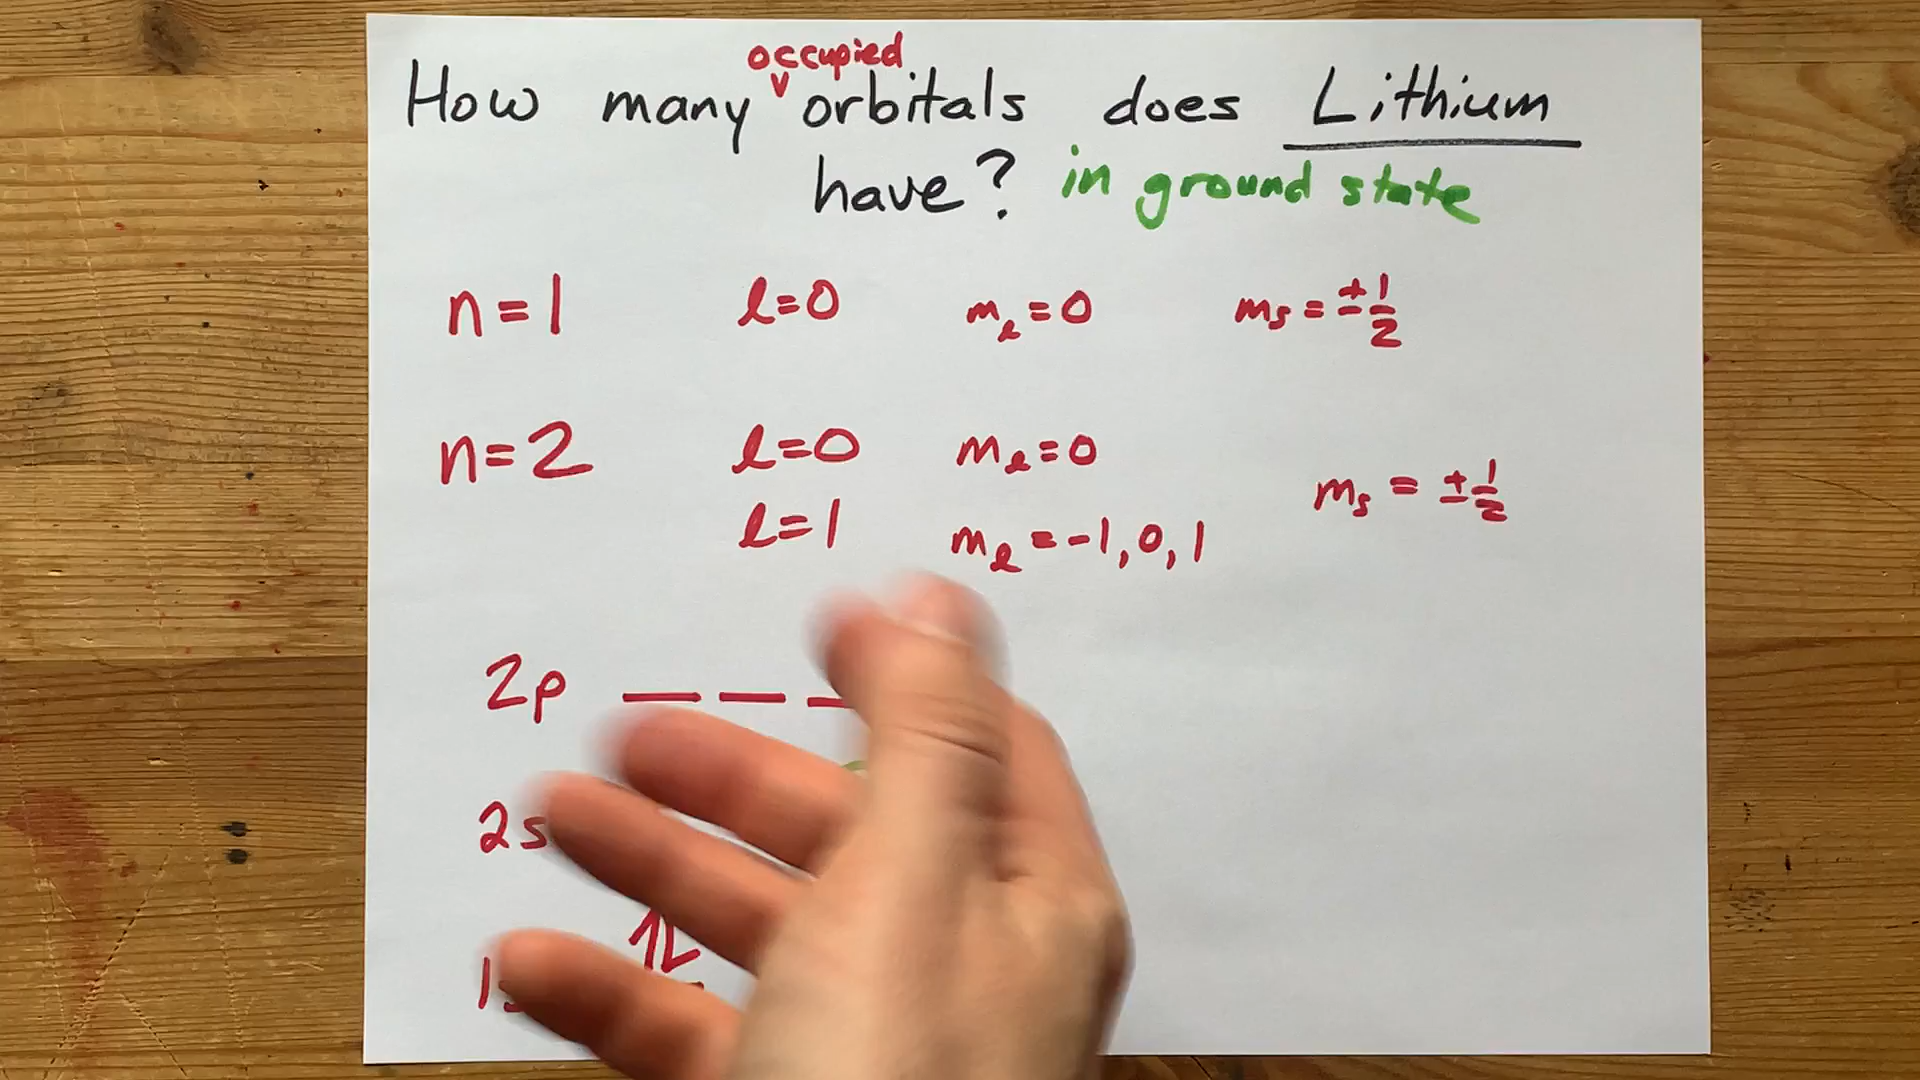 occupied
How many orbitals does Lithium
have? in ground state
n=1 l=0 mₗ=0 mₛ=±1/2
n=2 l=0 mₗ=0
l=1 mₗ=-1,0,1 mₛ=±1/2
2p
2s